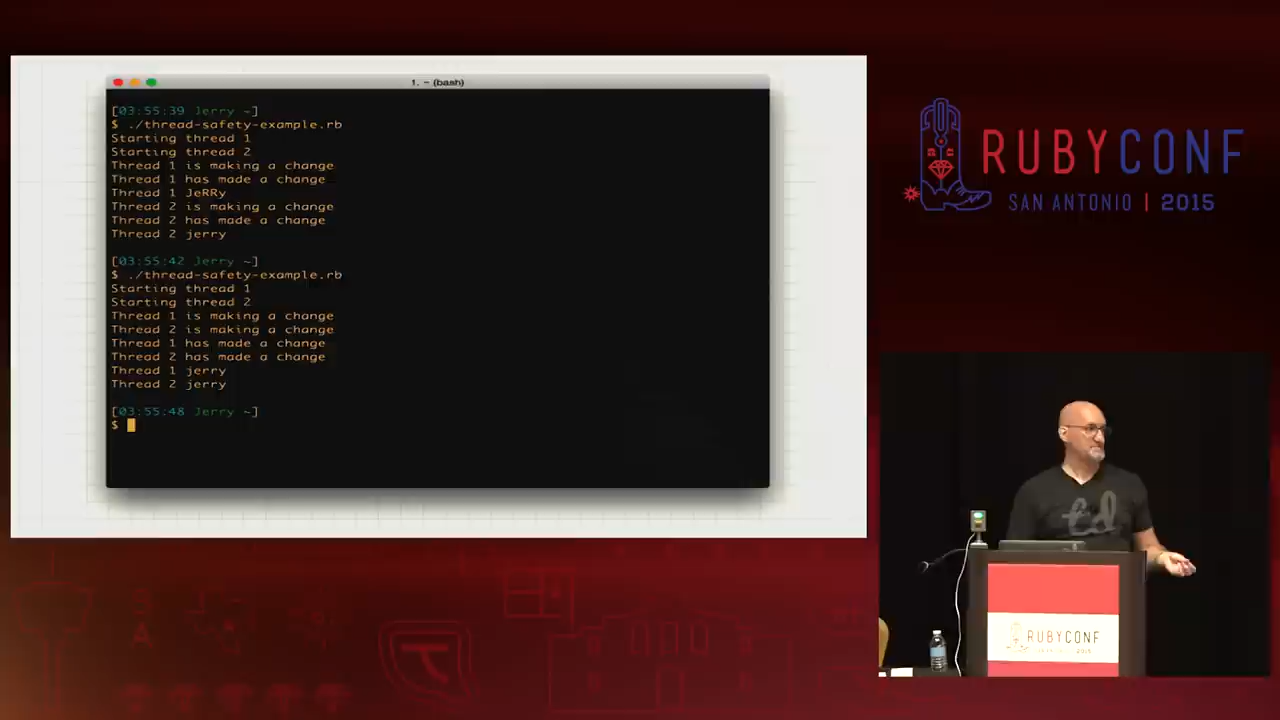 1. ~ (bash)
[03:55:39 Jerry ~]
$ ./thread-safety-example.rb
Starting thread 1
Starting thread 2
Thread 1 is making a change
Thread 1 has made a change
Thread 1 JeRRy
Thread 2 is making a change
Thread 2 has made a change
Thread 2 jerry
[03:55:42 Jerry ~]
$ ./thread-safety-example.rb
Starting thread 1
Starting thread 2
Thread 1 is making a change
Thread 2 is making a change
Thread 1 has made a change
Thread 2 has made a change
Thread 1 jerry
Thread 2 jerry
[03:55:48 Jerry ~]
$
RUBYCONF
SAN ANTONIO | 2015
td
RUBYCONF